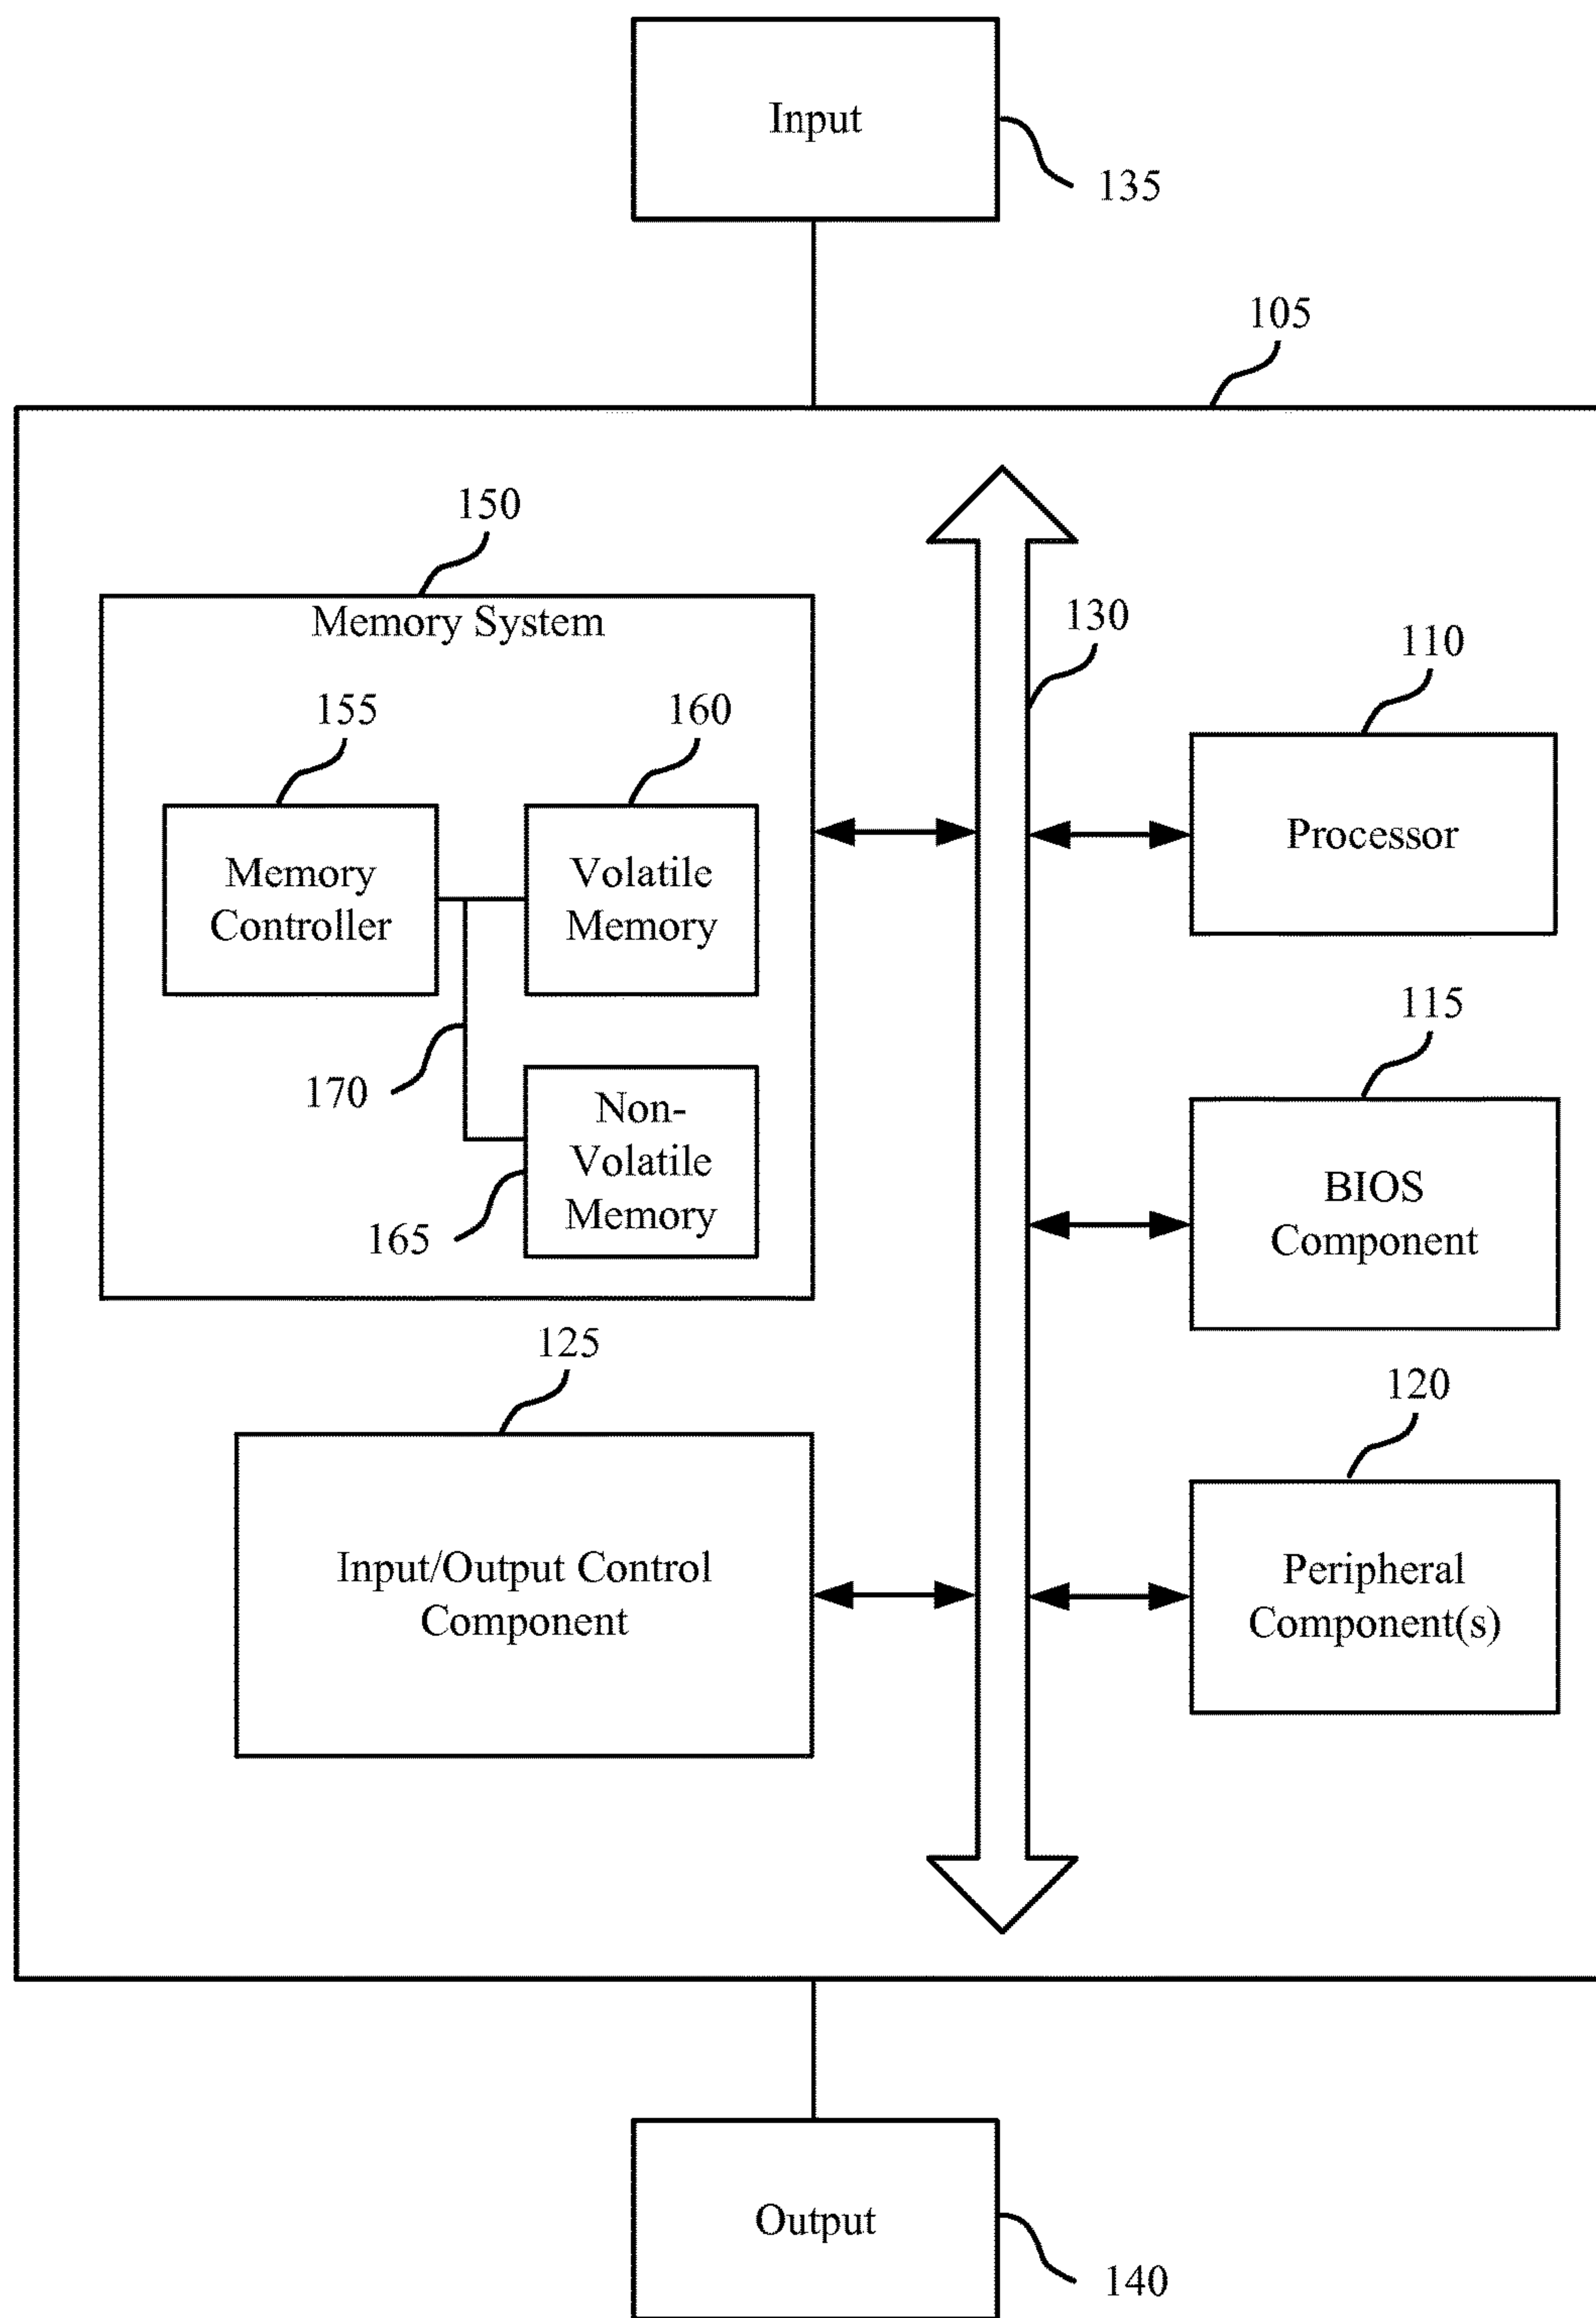 Input
135
105
150
Memory System
130
110
155
160
Processor
Memory
Controller
Volatile
Memory
115
170
Non-
Volatile
Memory
165
BIOS
Component
125
120
Input/Output Control
Component
Peripheral
Component(s)
Output
140